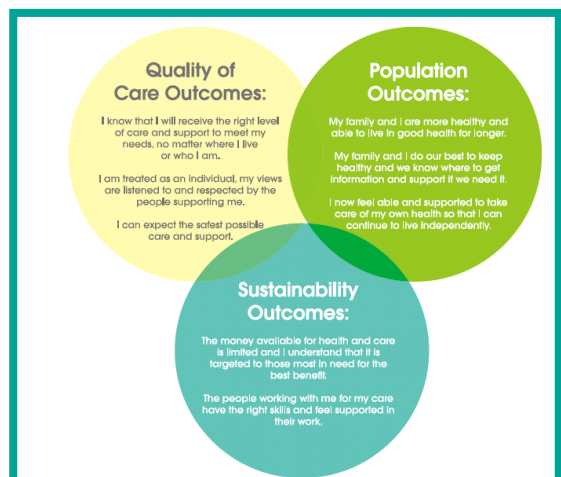 Quality of
Care Outcomes:
I know that I will receive the right level
of care and support to meet my
needs, no matter where I live
or who I am.
I am treated as an individual, my views
are listened to and respected by the
people supporting me.
I can expect the safest possible
care and support.
Population
Outcomes:
My family and I are more healthy and
able to live in good health for longer.
My family and I do our best to keep
healthy and we know where to get
information and support if we need it.
I now feel able and supported to take
care of my own health so that I can
continue to live independently.
Sustainability
Outcomes:
The money available for health and care
is limited and I understand that it is
targeted to those most in need for the
best benefit.
The people working with me for my care
have the right skills and feel supported in
their work.